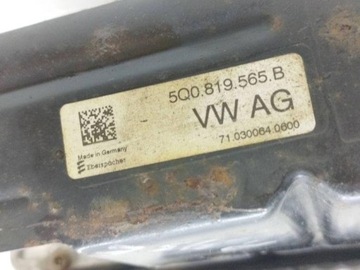 5Q0.819.565.B
VW AG
71.030064.0600
Made in Germany
Eberspächer